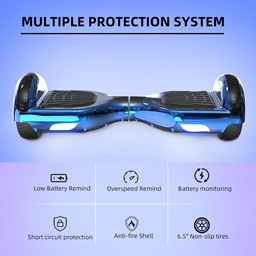 MULTIPLE PROTECTION SYSTEM
Low Battery Remind
Overspeed Remind
Battery monitoring
Short circuit protection
Anti-fire Shell
6.5" Non-slip tires